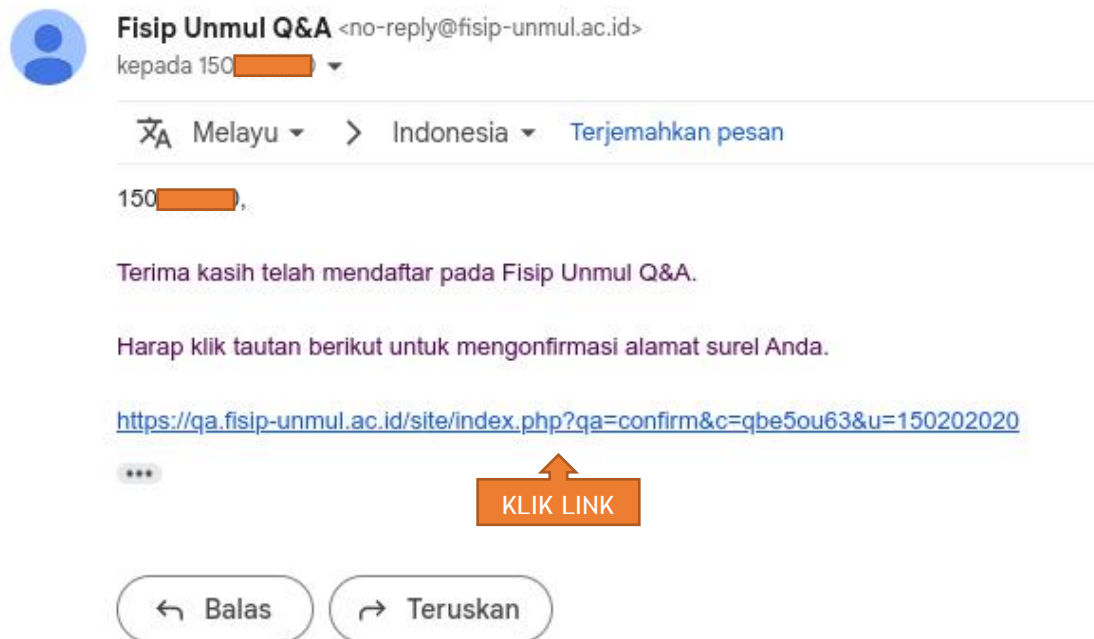 Fisip Unmul Q&A <no-reply@fisip-unmul.ac.id>
kepada 150
Melayu > Indonesia Terjemahkan pesan
150 ,
Terima kasih telah mendaftar pada Fisip Unmul Q&A.
Harap klik tautan berikut untuk mengonfirmasi alamat surel Anda.
https://qa.fisip-unmul.ac.id/site/index.php?qa=confirm&c=qbe5ou63&u=150202020
KLIK LINK
Balas Teruskan